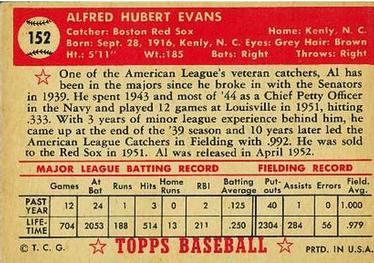 152
ALFRED HUBERT EVANS
Catcher: Boston Red Sox Home: Kenly, N. C.
Born: Sept. 28, 1916, Kenly, N. C. Eyes: Grey Hair: Brown
Ht: 5'11" Wt.:185 Bats: Right Throws: Right
One of the American League's veteran catchers, Al has
been in the majors since he broke in with the Senators
in 1939. He spent 1943 and most of '44 as a Chief Petty Officer
in the Navy and played 12 games at Louisville in 1951, hitting
.333. With 3 years of minor league experience behind him, he
came up at the end of the '39 season and 10 years later led the
American League Catchers in Fielding with .992. He was sold
to the Red Sox in 1951. Al was released in April 1952.
MAJOR LEAGUE BATTING RECORD FIELDING RECORD
Games At Bat Runs Hits Home Runs RBI Batting Average Put-outs Assists Errors Field. Avg.
PAST YEAR 12 24 1 3 0 2 .125 40 1 0 1.000
LIFE-TIME 704 2053 188 514 13 211 .250 2304 284 56 .979
© T. C. G. TOPPS BASEBALL PRTD. IN U.S.A.